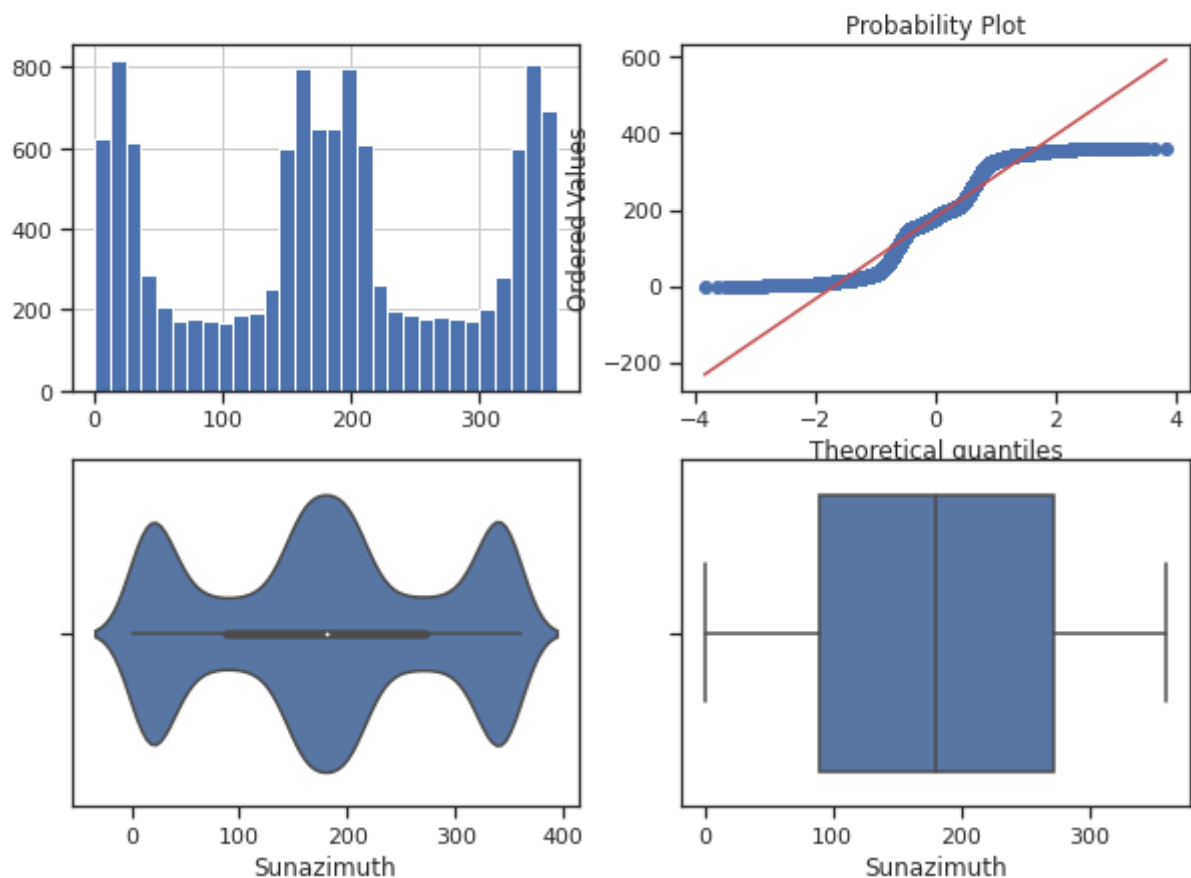 Probability Plot
800
600
400
200
0
0 100 200 300
Ordered Values
600
400
200
0
−200
−4 −2 0 2 4
Theoretical quantiles
0 100 200 300 400
Sunazimuth
0 100 200 300
Sunazimuth